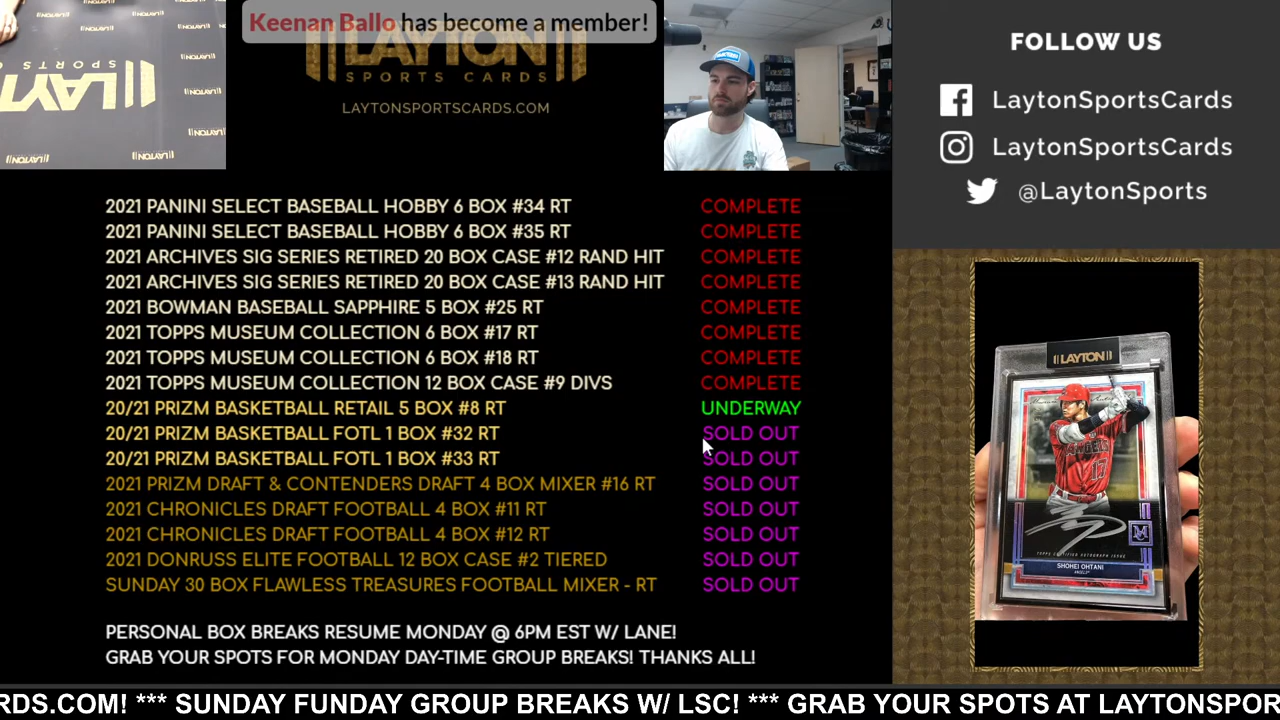 Keenan Ballo has become a member!
LAYTON
SPORTS CARDS
LAYTONSPORTSCARDS.COM
FOLLOW US
LaytonSportsCards
LaytonSportsCards
@LaytonSports
2021 PANINI SELECT BASEBALL HOBBY 6 BOX #34 RT COMPLETE
2021 PANINI SELECT BASEBALL HOBBY 6 BOX #35 RT COMPLETE
2021 ARCHIVES SIG SERIES RETIRED 20 BOX CASE #12 RAND HIT COMPLETE
2021 ARCHIVES SIG SERIES RETIRED 20 BOX CASE #13 RAND HIT COMPLETE
2021 BOWMAN BASEBALL SAPPHIRE 5 BOX #25 RT COMPLETE
2021 TOPPS MUSEUM COLLECTION 6 BOX #17 RT COMPLETE
2021 TOPPS MUSEUM COLLECTION 6 BOX #18 RT COMPLETE
2021 TOPPS MUSEUM COLLECTION 12 BOX CASE #9 DIVS COMPLETE
20/21 PRIZM BASKETBALL RETAIL 5 BOX #8 RT UNDERWAY
20/21 PRIZM BASKETBALL FOTL 1 BOX #32 RT SOLD OUT
20/21 PRIZM BASKETBALL FOTL 1 BOX #33 RT SOLD OUT
2021 PRIZM DRAFT & CONTENDERS DRAFT 4 BOX MIXER #16 RT SOLD OUT
2021 CHRONICLES DRAFT FOOTBALL 4 BOX #11 RT SOLD OUT
2021 CHRONICLES DRAFT FOOTBALL 4 BOX #12 RT SOLD OUT
2021 DONRUSS ELITE FOOTBALL 12 BOX CASE #2 TIERED SOLD OUT
SUNDAY 30 BOX FLAWLESS TREASURES FOOTBALL MIXER - RT SOLD OUT
PERSONAL BOX BREAKS RESUME MONDAY @ 6PM EST W/ LANE!
GRAB YOUR SPOTS FOR MONDAY DAY-TIME GROUP BREAKS! THANKS ALL!
LAYTON
17
TOPPS CERTIFIED AUTOGRAPH ISSUE
SHOHEI OHTANI
ANGELS
ARDS.COM! *** SUNDAY FUNDAY GROUP BREAKS W/ LSC! *** GRAB YOUR SPOTS AT LAYTONSPOR